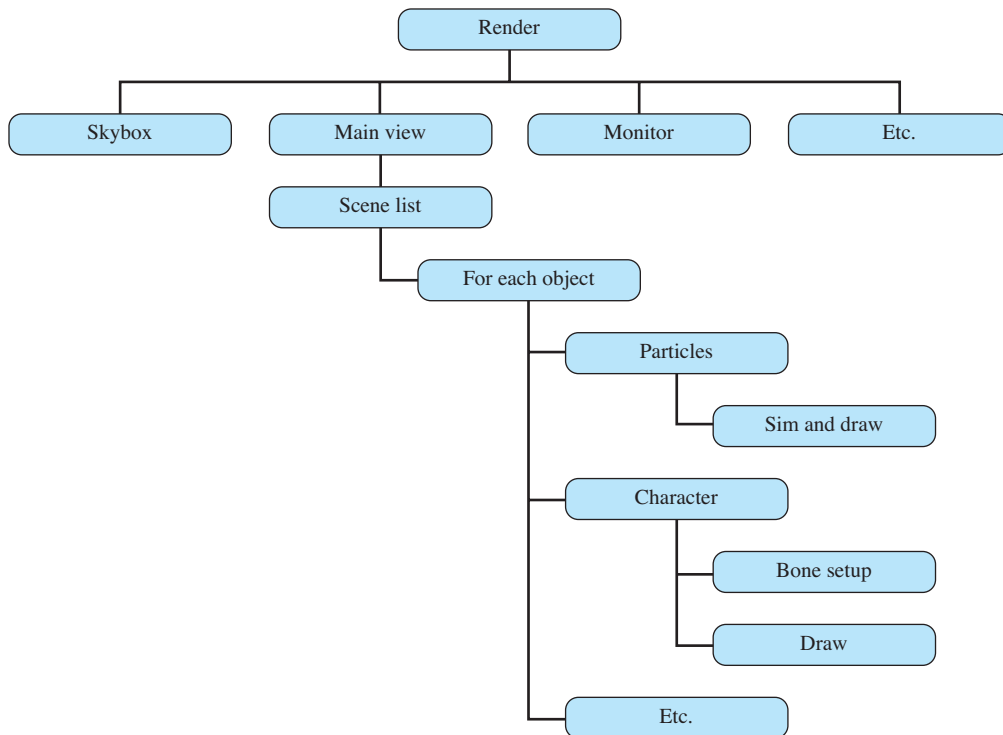 Render
Skybox
Main view
Monitor
Etc.
Scene list
For each object
Particles
Sim and draw
Character
Bone setup
Draw
Etc.